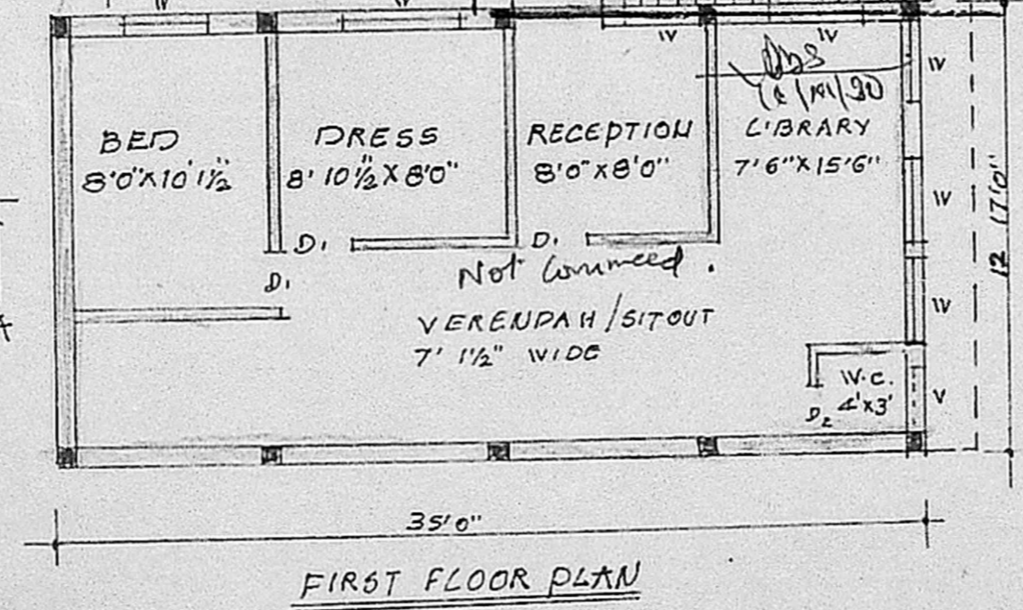 W
W
W
W
BED
8'0"X10'1½"
DRESS
8'10½"X8'0"
RECEPTION
8'0"X8'0"
LIBRARY
7'6"X15'6"
W
W
W
V
D1
D1
D1
Not
VERENDAH/SITOUT
7' 1½" WIDE
W.C.
4'X3'
D2
17'0"
12
35'0"
FIRST FLOOR PLAN